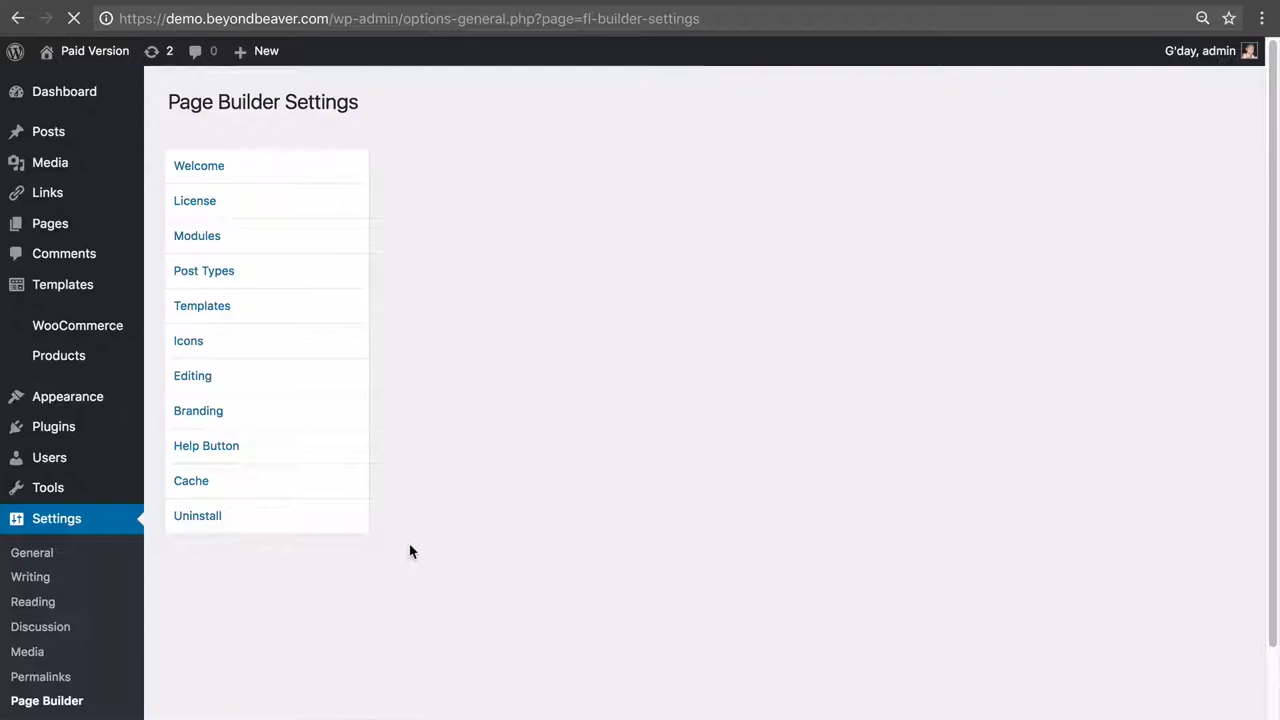 https://demo.beyondbeaver.com/wp-admin/options-general.php?page=fl-builder-settings
Paid Version 2 0 New G'day, admin
Dashboard
Posts
Media
Links
Pages
Comments
Templates
WooCommerce
Products
Appearance
Plugins
Users
Tools
Settings
General
Writing
Reading
Discussion
Media
Permalinks
Page Builder
Page Builder Settings
Welcome
License
Modules
Post Types
Templates
Icons
Editing
Branding
Help Button
Cache
Uninstall